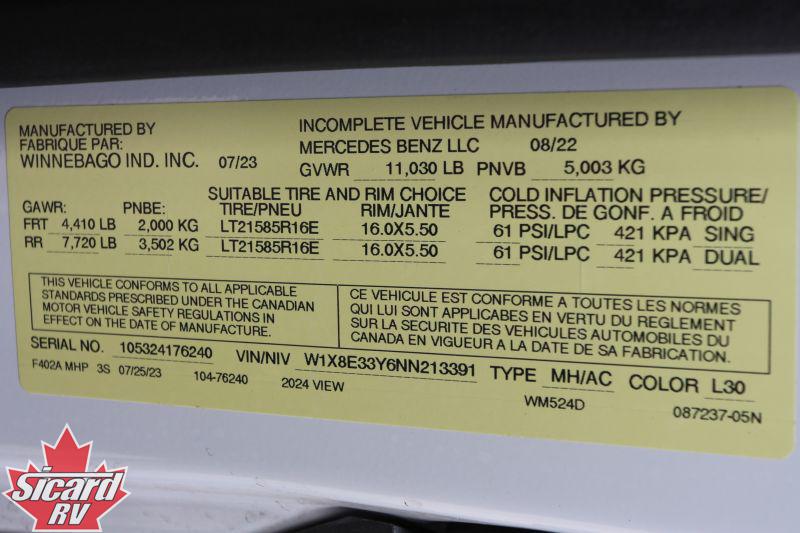 MANUFACTURED BY
FABRIQUE PAR:
WINNEBAGO IND. INC. 07/23
INCOMPLETE VEHICLE MANUFACTURED BY
MERCEDES BENZ LLC 08/22
GVWR 11,030 LB PNVB 5,003 KG
SUITABLE TIRE AND RIM CHOICE
COLD INFLATION PRESSURE/
GAWR: PNBE: TIRE/PNEU RIM/JANTE PRESS. DE GONF. A FROID
FRT 4,410 LB 2,000 KG LT21585R16E 16.0X5.50 61 PSI/LPC 421 KPA SING
RR 7,720 LB 3,502 KG LT21585R16E 16.0X5.50 61 PSI/LPC 421 KPA DUAL
THIS VEHICLE CONFORMS TO ALL APPLICABLE
STANDARDS PRESCRIBED UNDER THE CANADIAN
MOTOR VEHICLE SAFETY REGULATIONS IN
EFFECT ON THE DATE OF MANUFACTURE.
CE VEHICULE EST CONFORME A TOUTES LES NORMES
QUI LUI SONT APPLICABES EN VERTU DU REGLEMENT
SUR LA SECURITE DES VEHICULES AUTOMOBILES DU
CANADA EN VIGUEUR A LA DATE DE SA FABRICATION.
SERIAL NO. 105324176240 VIN/NIV W1X8E33Y6NN213391 TYPE MH/AC COLOR L30
F402A MHP 3S 07/25/23 104-76240 2024 VIEW WM524D 087237-05N
Sicard
RV